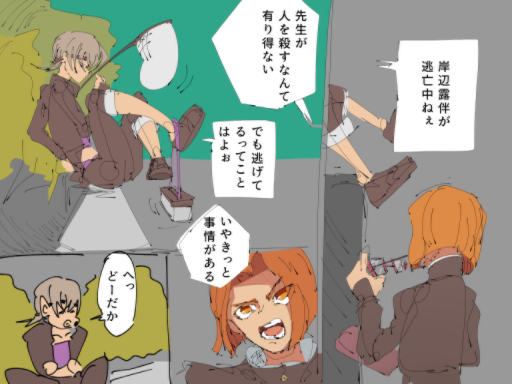 岸辺露伴が
逃亡中ねぇ
先生が
人を殺すなんて
有り得ない
でも逃げて
るってこと
はよぉ
いやきっと
事情がある
へっ
どーだか